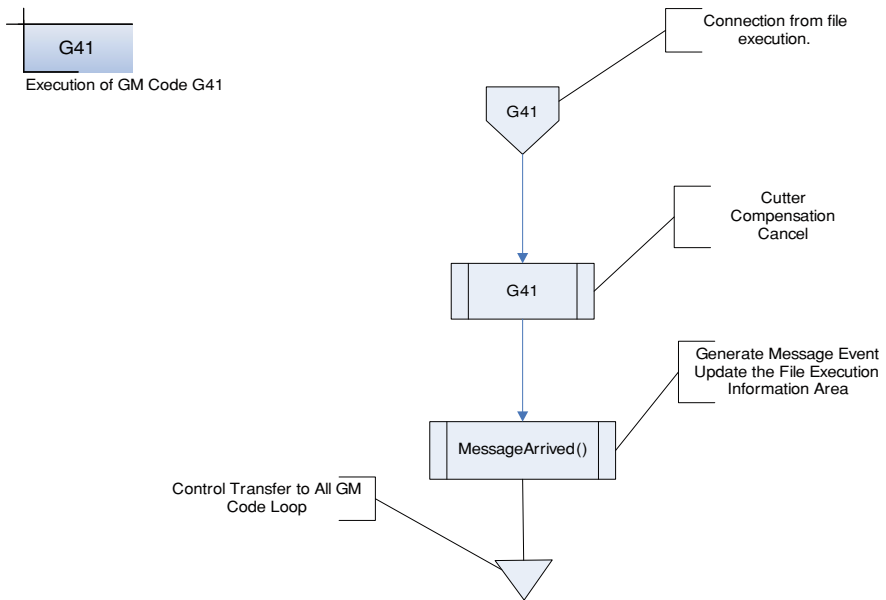 G41
Execution of GM Code G41
Connection from file
execution.
G41
Cutter
Compensation
Cancel
G41
Generate Message Event
Update the File Execution
Information Area
MessageArrived()
Control Transfer to All GM
Code Loop